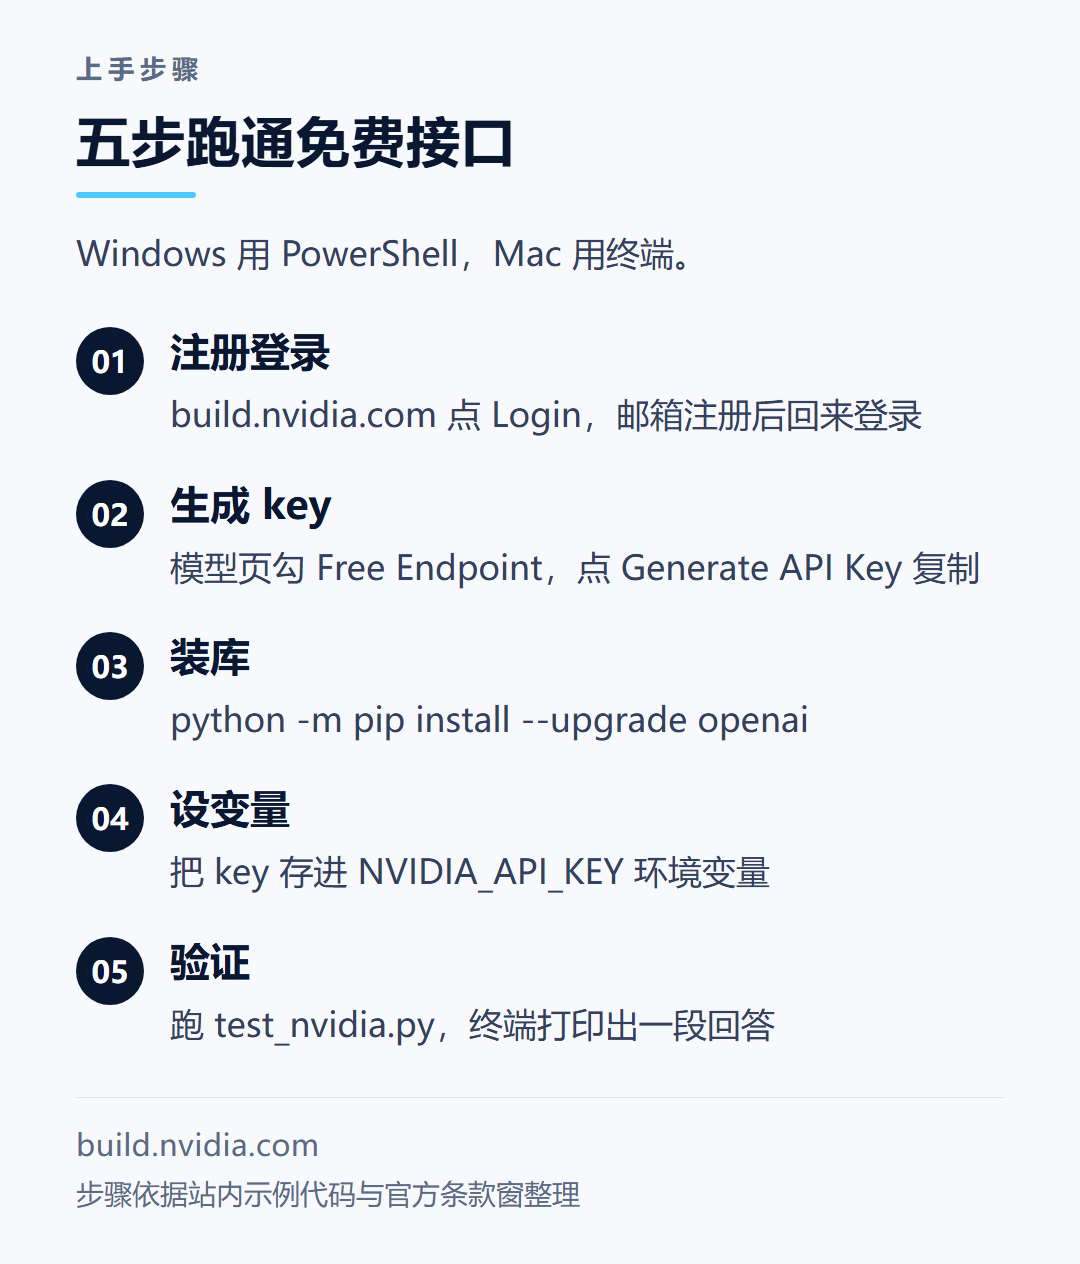 上手步骤
五步跑通免费接口
Windows 用 PowerShell，Mac 用终端。
01 注册登录
build.nvidia.com 点 Login，邮箱注册后回来登录
02 生成 key
模型页勾 Free Endpoint，点 Generate API Key 复制
03 装库
python -m pip install --upgrade openai
04 设变量
把 key 存进 NVIDIA_API_KEY 环境变量
05 验证
跑 test_nvidia.py，终端打印出一段回答
build.nvidia.com
步骤依据站内示例代码与官方条款窗整理